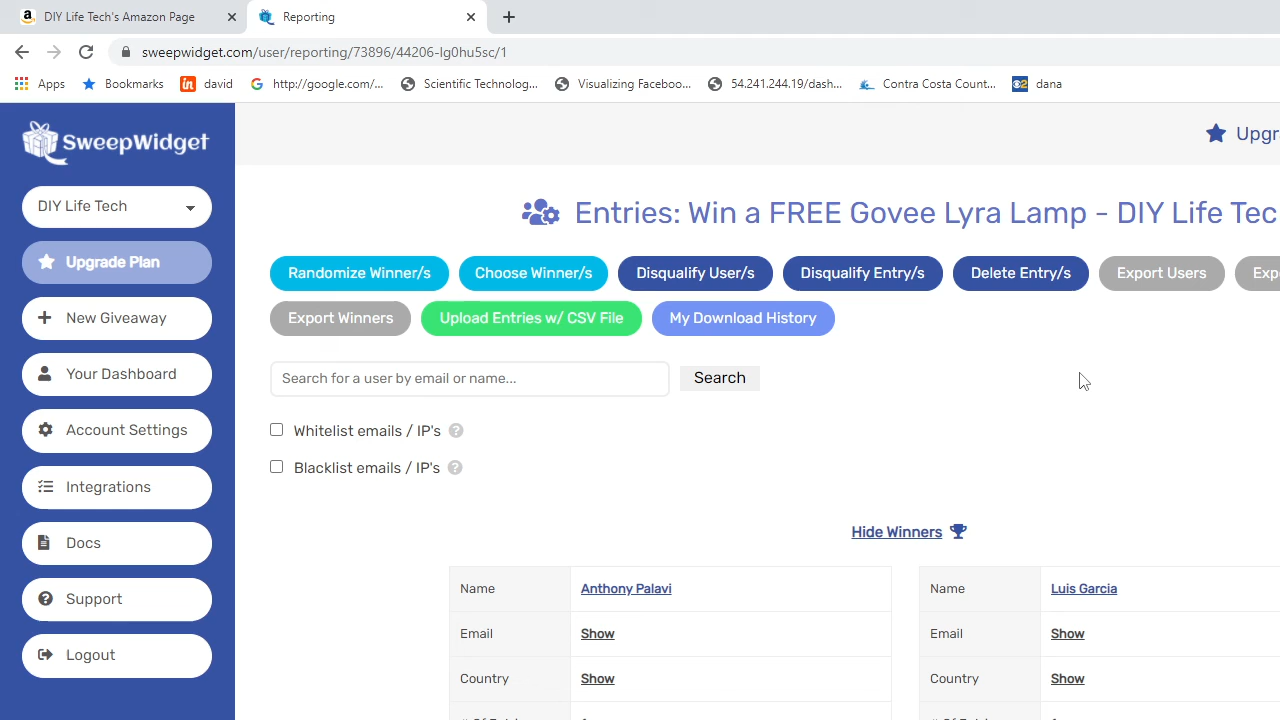 DIY Life Tech's Amazon Page
Reporting
sweepwidget.com/user/reporting/73896/44206-lg0hu5sc/1
Apps Bookmarks david http://google.com/... Scientific Technolog... Visualizing Faceboo... 54.241.244.19/dash... Contra Costa Count... dana
SweepWidget
DIY Life Tech
Upgrade Plan
New Giveaway
Your Dashboard
Account Settings
Integrations
Docs
Support
Logout
Upgr
Entries: Win a FREE Govee Lyra Lamp - DIY Life Tec
Randomize Winner/s Choose Winner/s Disqualify User/s Disqualify Entry/s Delete Entry/s Export Users Exp
Export Winners Upload Entries w/ CSV File My Download History
Search for a user by email or name... Search
Whitelist emails / IP's ?
Blacklist emails / IP's ?
Hide Winners
Name Anthony Palavi Name Luis Garcia
Email Show Email Show
Country Show Country Show